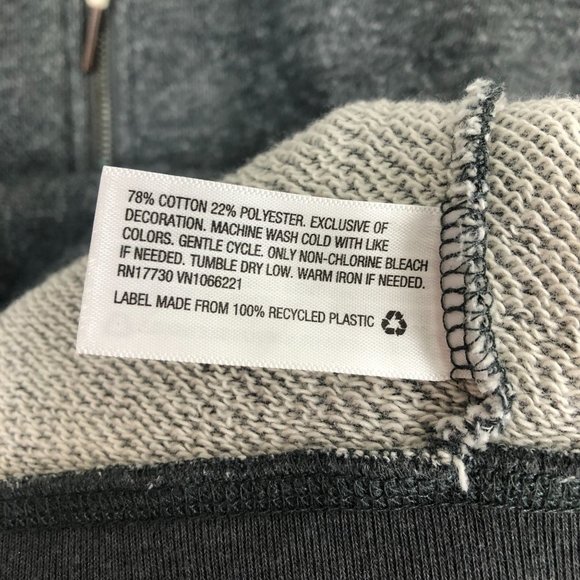 78% COTTON 22% POLYESTER. EXCLUSIVE OF
DECORATION. MACHINE WASH COLD WITH LIKE
COLORS. GENTLE CYCLE. ONLY NON-CHLORINE BLEACH
IF NEEDED. TUMBLE DRY LOW. WARM IRON IF NEEDED.
RN17730 VN1066221
LABEL MADE FROM 100% RECYCLED PLASTIC